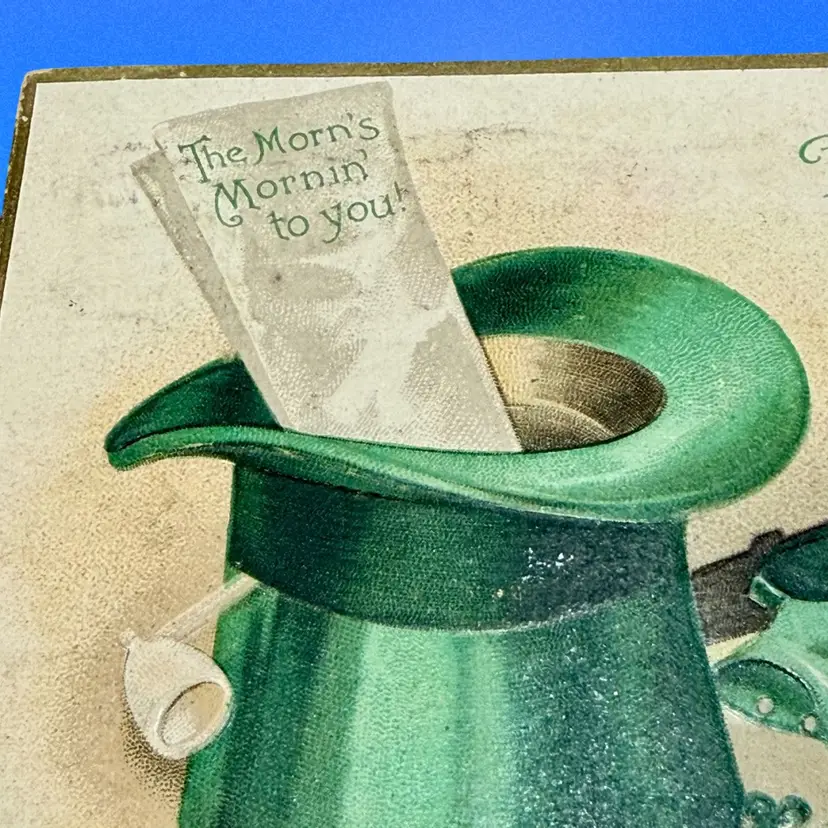 The Morn's
Mornin'
to you!